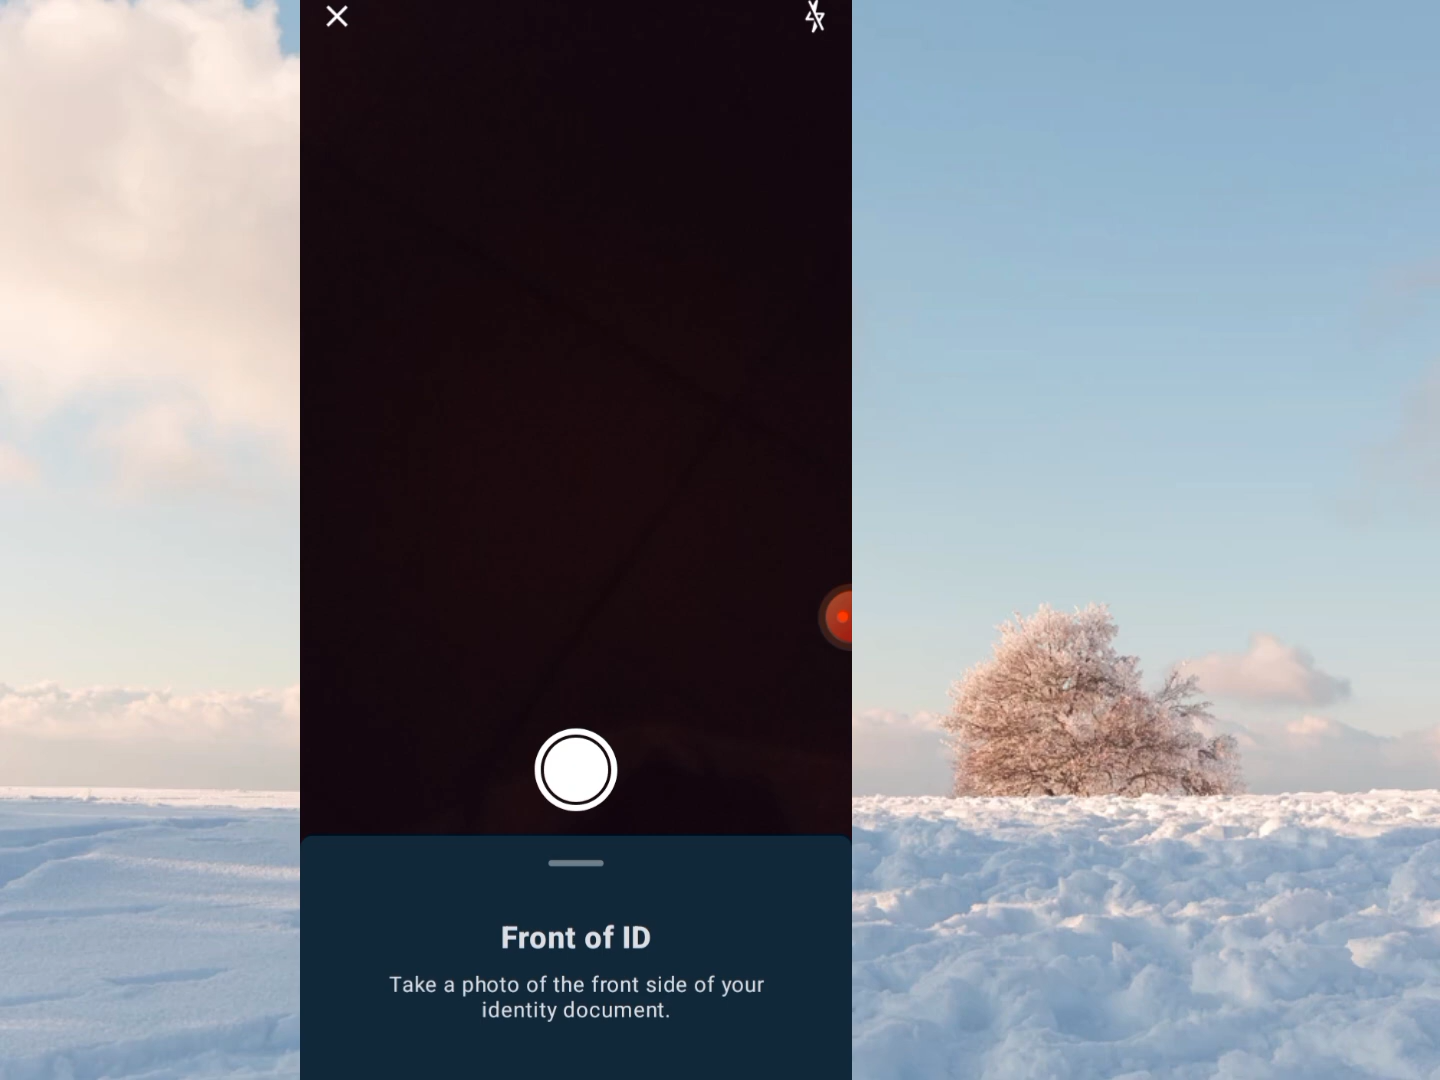 Front of ID
Take a photo of the front side of your
identity document.